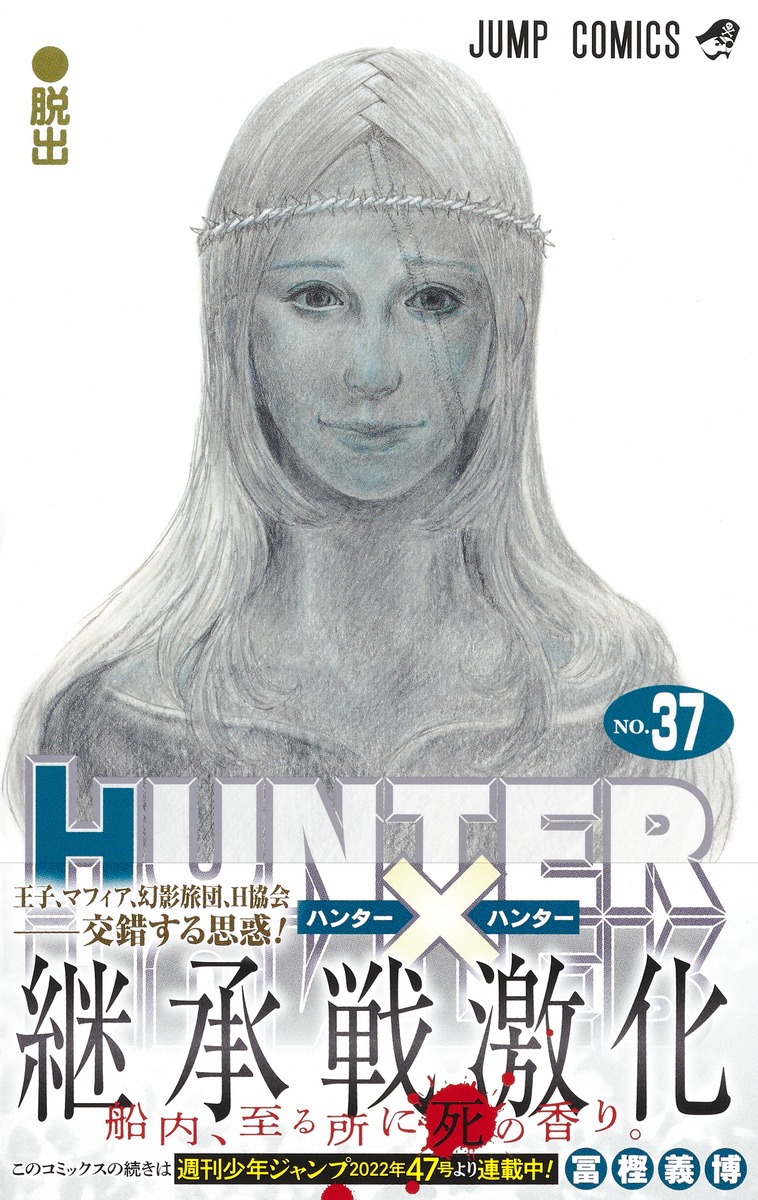 JUMP COMICS
●脱出
NO.37
HUNTER
×
ハンター ハンター
HUNTER
王子、マフィア、幻影旅団、H協会
――交錯する思惑!
継承戦激化
船内、至る所に死の香り。
このコミックスの続きは 週刊少年ジャンプ2022年47号より連載中!
冨樫義博